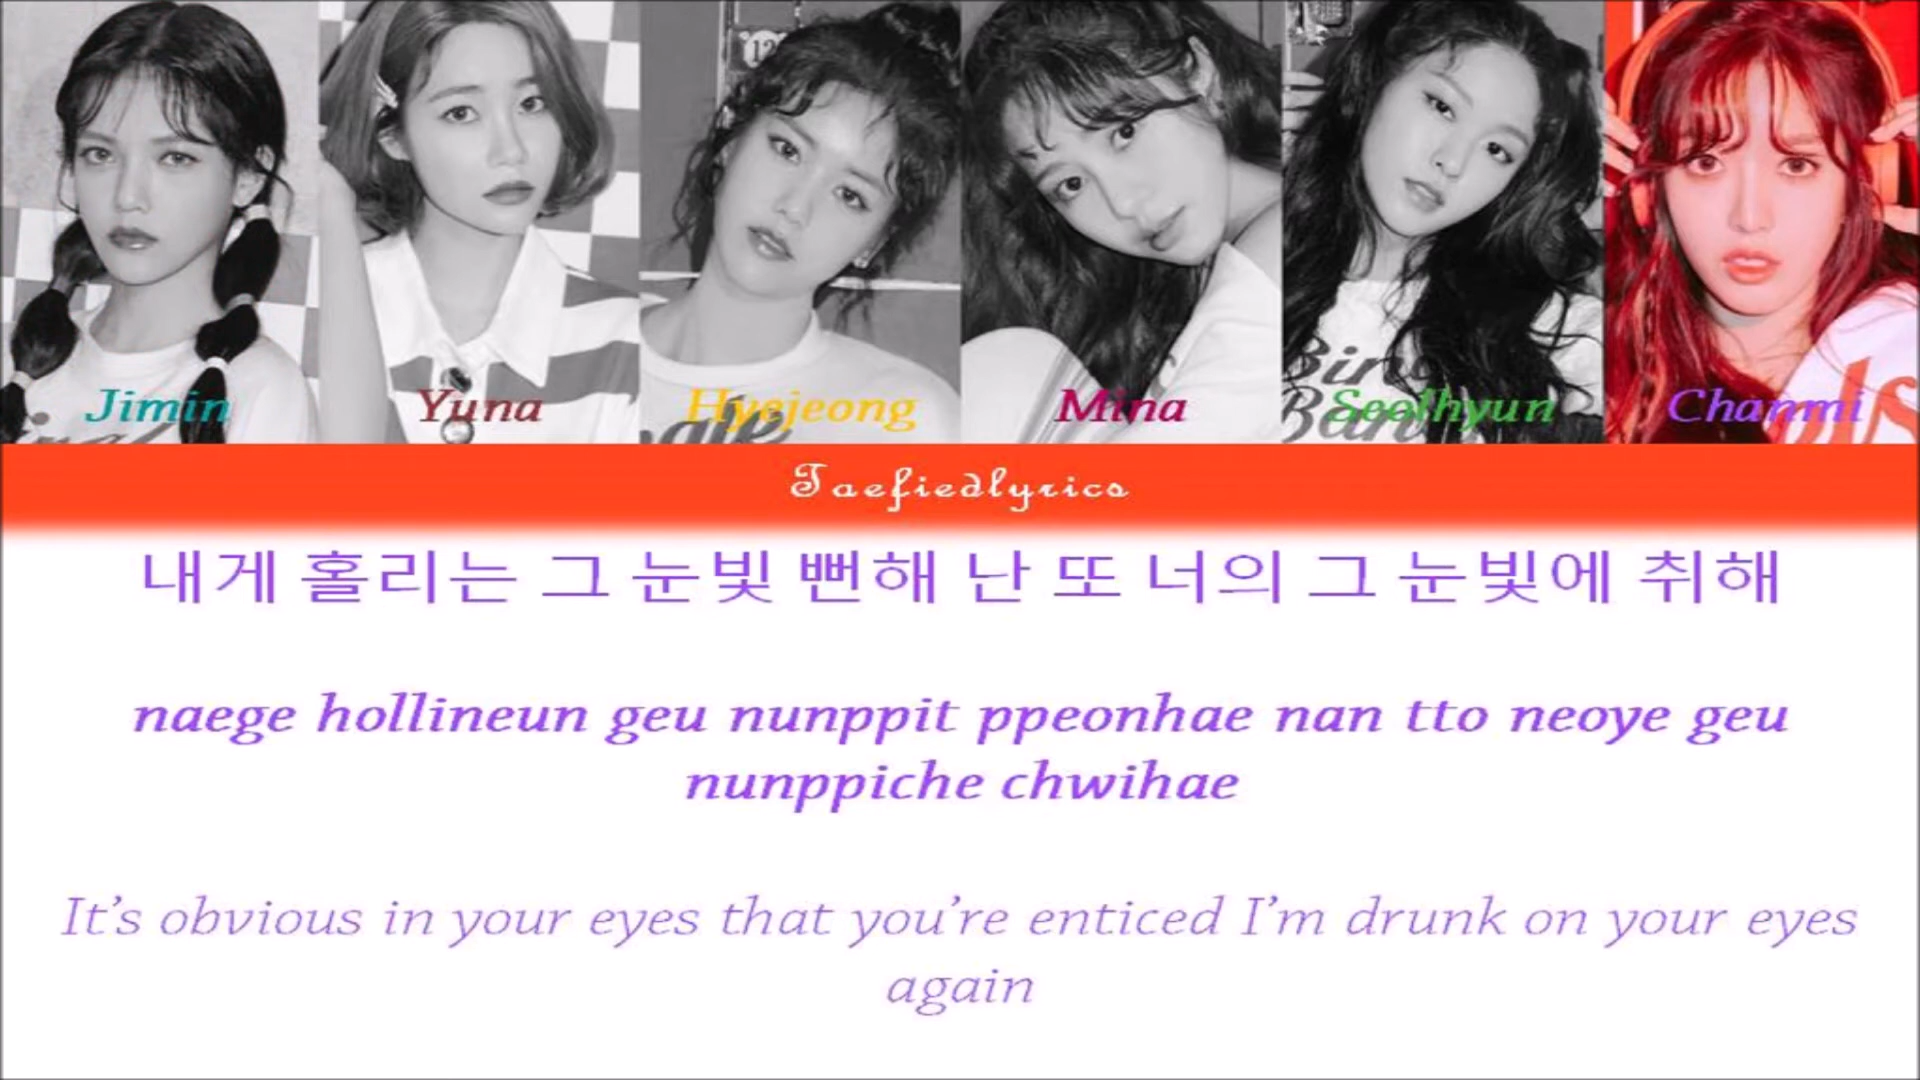 12
Jimin
Yuna
Hyejeong
Mina
Seolhyun
Chanmi
Taefiedlyrics
내게 홀리는 그 눈빛 뻔해 난 또 너의 그 눈빛에 취해
naege hollineun geu nunppit ppeonhae nan tto neoye geu
nunppiche chwihae
It's obvious in your eyes that you're enticed I'm drunk on your eyes
again